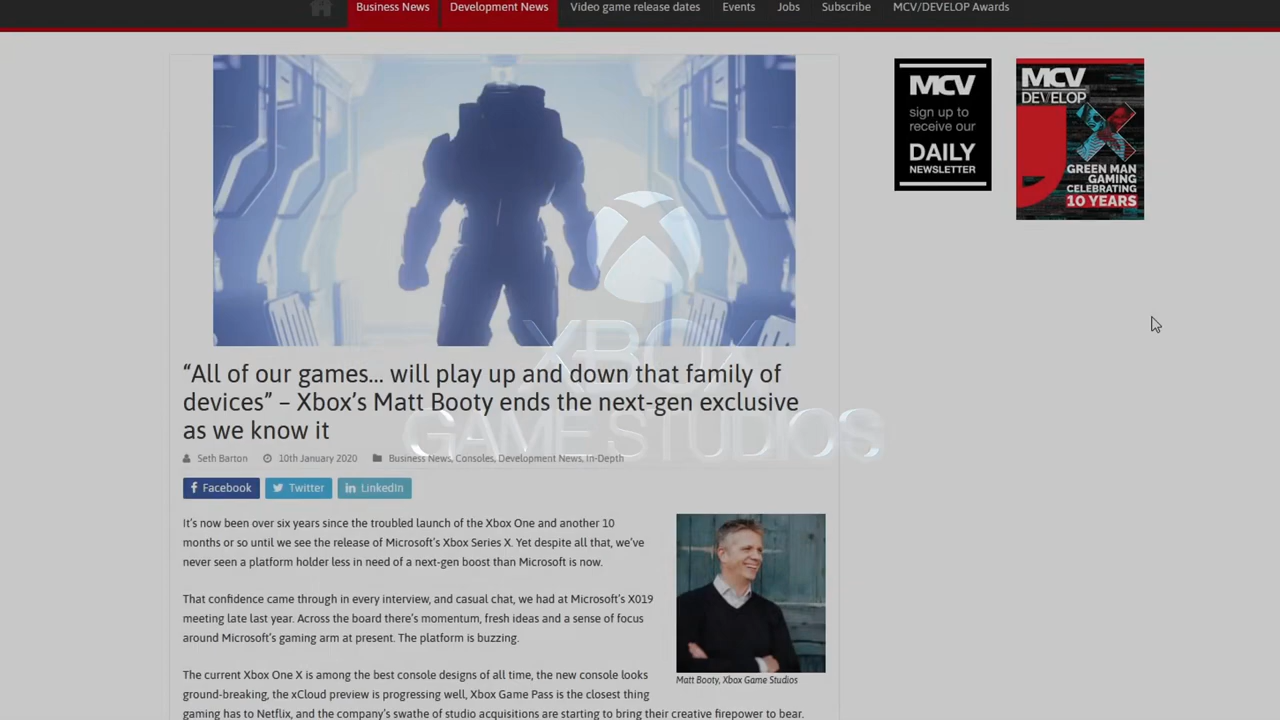 Business News
Development News
Video game release dates
Events
Jobs
Subscribe
MCV/DEVELOP Awards
MCV
sign up to
receive our
DAILY
NEWSLETTER
MCV
DEVELOP
GREEN MAN
GAMING
CELEBRATING
10 YEARS
XBOX
GAME STUDIOS
“All of our games... will play up and down that family of
devices” – Xbox’s Matt Booty ends the next-gen exclusive
as we know it
Seth Barton
10th January 2020
Business News, Consoles, Development News, In-Depth
Facebook
Twitter
LinkedIn
It’s now been over six years since the troubled launch of the Xbox One and another 10
months or so until we see the release of Microsoft’s Xbox Series X. Yet despite all that, we’ve
never seen a platform holder less in need of a next-gen boost than Microsoft is now.
That confidence came through in every interview, and casual chat, we had at Microsoft’s X019
meeting late last year. Across the board there’s momentum, fresh ideas and a sense of focus
around Microsoft’s gaming arm at present. The platform is buzzing.
Matt Booty, Xbox Game Studios
The current Xbox One X is among the best console designs of all time, the new console looks
ground-breaking, the xCloud preview is progressing well, Xbox Game Pass is the closest thing
gaming has to Netflix, and the company’s swathe of studio acquisitions are starting to bring their creative firepower to bear.